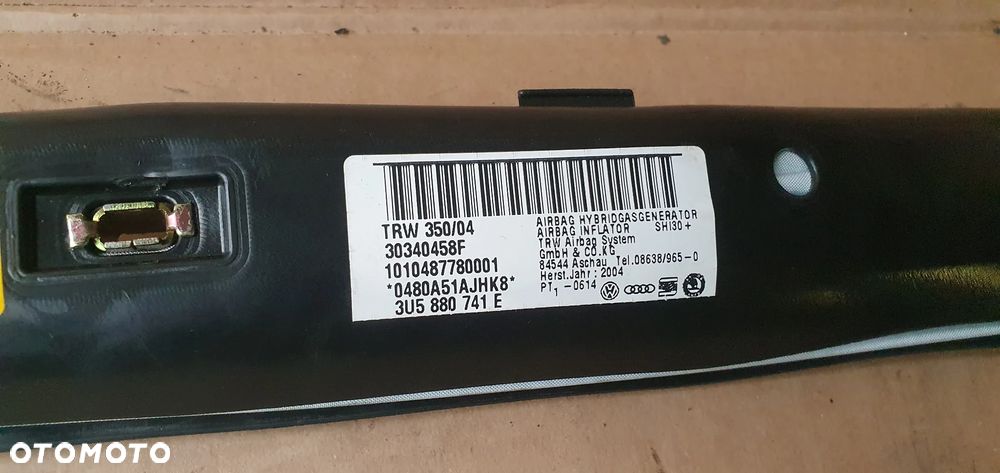 TRW 350/04
30340458F
1010487780001
*0480A51AJHK8*
3U5 880 741 E
AIRBAG HYBRIDGASGENERATOR
AIRBAG INFLATOR SHI30+
TRW Airbag System
GmbH & CO.KG
84544 Aschau Tel.08638/965-0
Herst.Jahr: 2004
PT1 -0614
OTOMOTO